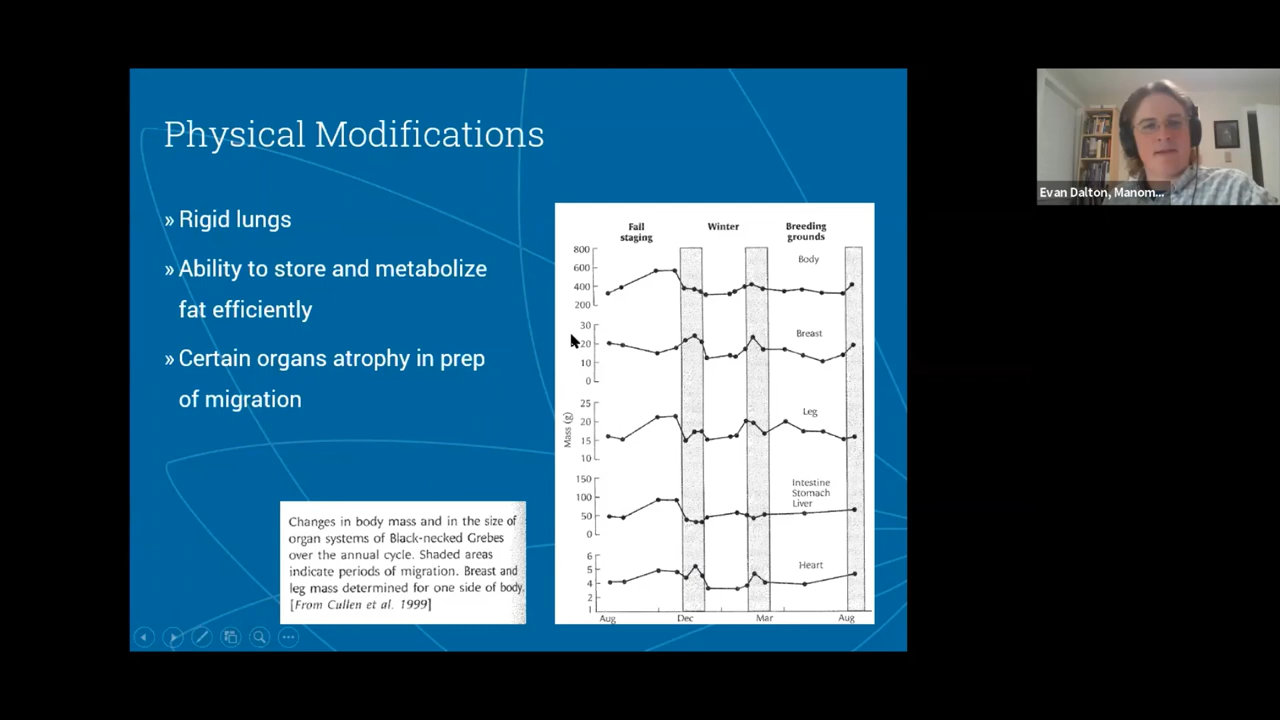 Physical Modifications
» Rigid lungs
» Ability to store and metabolize
fat efficiently
» Certain organs atrophy in prep
of migration
Changes in body mass and in the size of
organ systems of Black-necked Grebes
over the annual cycle. Shaded areas
indicate periods of migration. Breast and
leg mass determined for one side of body.
[From Cullen et al. 1999]
Fall
staging
Winter
Breeding
grounds
800
600
400
200
Body
30
20
10
0
Breast
25
20
15
10
Leg
Mass (g)
150
100
50
0
Intestine
Stomach
Liver
6
5
4
2
1
Heart
Aug
Dec
Mar
Aug
Evan Dalton, Manom...